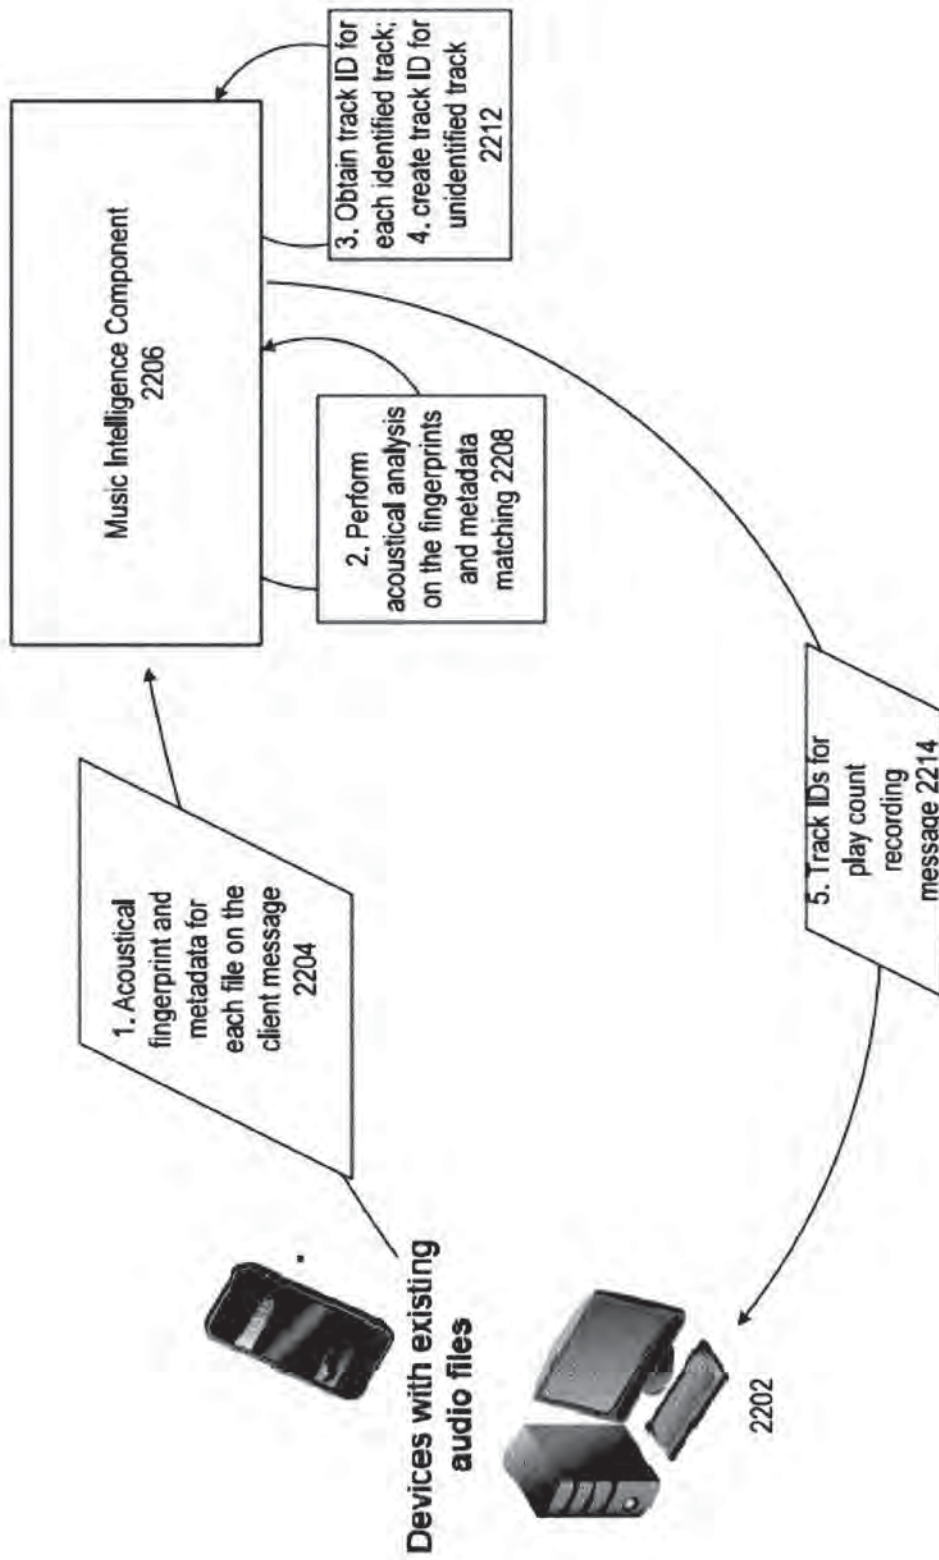 Music Intelligence Component
2206
1. Acoustical
fingerprint and
metadata for
each file on the
client message
2204
2. Perform
acoustical analysis
on the fingerprints
and metadata
matching 2208
3. Obtain track ID for
each identified track;
4. create track ID for
unidentified track
2212
Devices with existing
audio files
2202
5. Track IDs for
play count
recording
message 2214